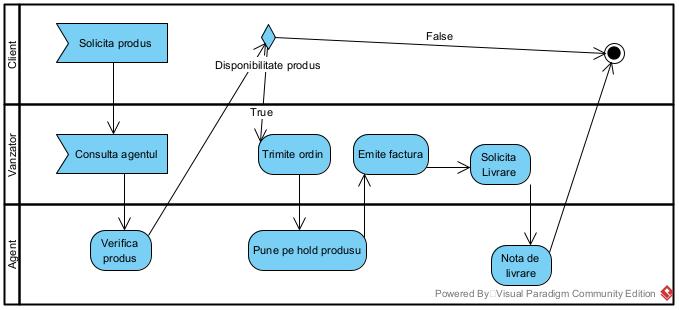 Client
Solicita produs
False
Disponibilitate produs
True
Vanzator
Consulta agentul
Trimite ordin
Emite factura
Solicita
Livrare
Agent
Verifica
produs
Pune pe hold produsu
Nota de
livrare
Powered By Visual Paradigm Community Edition